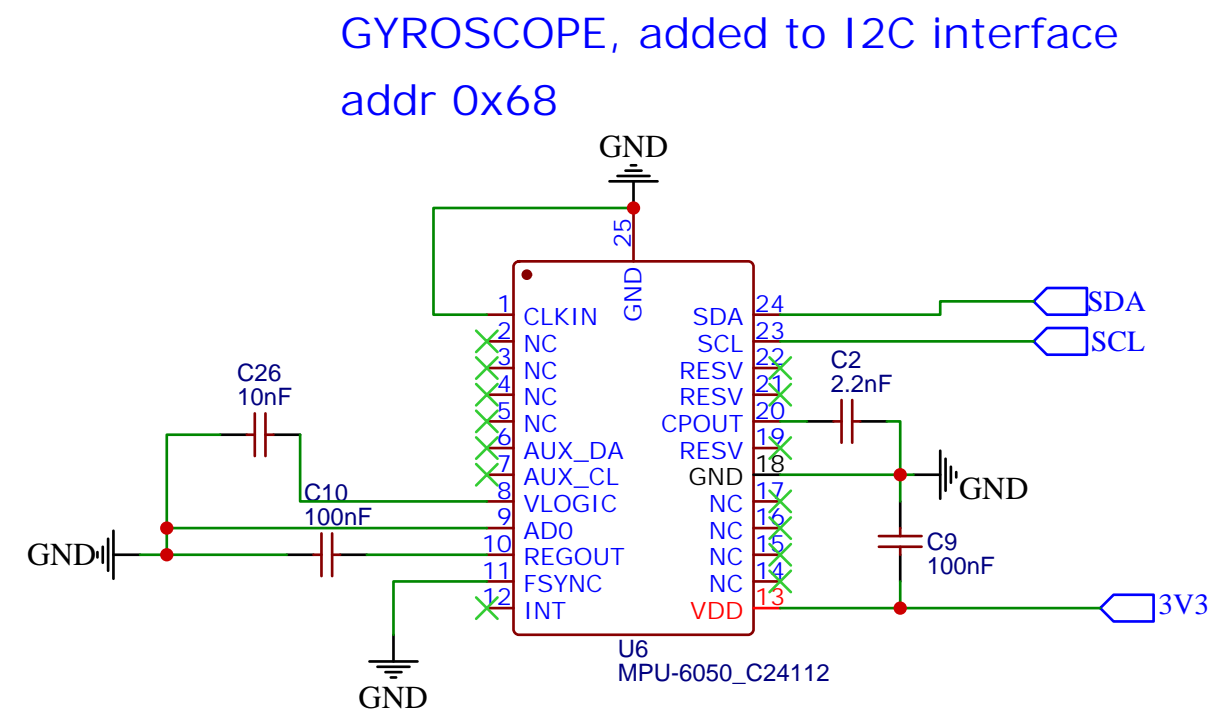 GYROSCOPE, added to I2C interface
addr 0x68
GND
25
GND
1 CLKIN
2 NC
3 NC
4 NC
5 NC
6 AUX_DA
7 AUX_CL
8 VLOGIC
9 AD0
10 REGOUT
11 FSYNC
12 INT
SDA 24
SCL 23
RESV 22
RESV 21
CPOUT 20
RESV 19
GND 18
NC 17
NC 16
NC 15
NC 14
VDD 13
SDA
SCL
C2
2.2nF
GND
C9
100nF
3V3
C26
10nF
C10
100nF
GND
GND
U6
MPU-6050_C24112